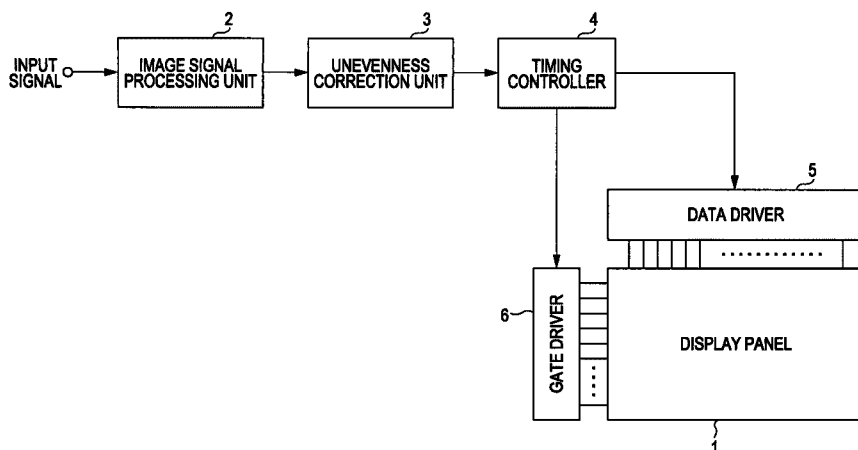 2
3
4
INPUT
SIGNAL
IMAGE SIGNAL
PROCESSING UNIT
UNEVENNESS
CORRECTION UNIT
TIMING
CONTROLLER
5
DATA DRIVER
6
GATE DRIVER
DISPLAY PANEL
1